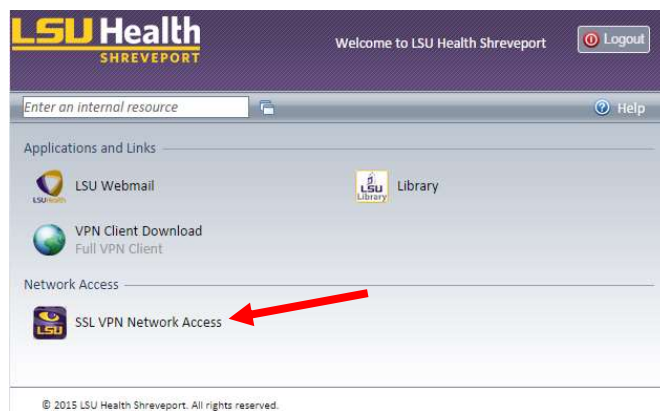 LSU Health
SHREVEPORT
Welcome to LSU Health Shreveport
Logout
Enter an internal resource
Help
Applications and Links
LSU Webmail
LSUHealth
LSU
Library
Library
VPN Client Download
Full VPN Client
Network Access
LSU
SSL VPN Network Access
© 2015 LSU Health Shreveport. All rights reserved.